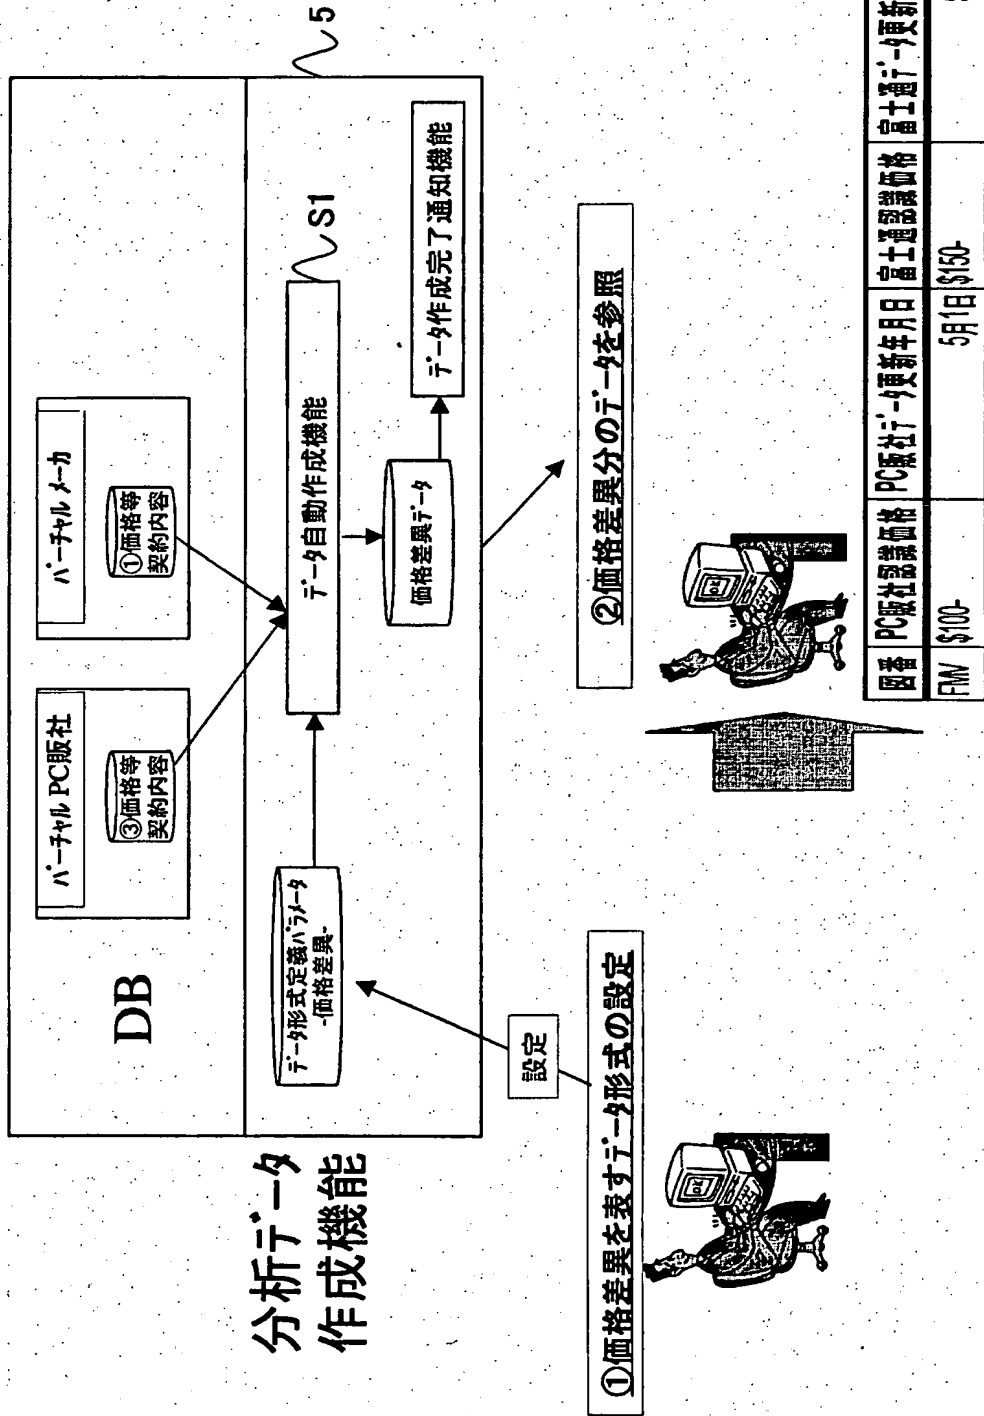 DB
バーチャル PC販社
③価格等
契約内容
バーチャル メーカ
①価格等
契約内容
5
分析データ
作成機能
データ形式定義パラメータ
-価格差異-
データ自動作成機能
S1
価格差異データ
データ作成完了通知機能
設定
①価格差異を表すデータ形式の設定
②価格差異分のデータを参照
図番 PC販社認識価格 PC販社データ更新年月日 富士通認識価格 富士通データ更新
FMV $100- 5月1日 $150-